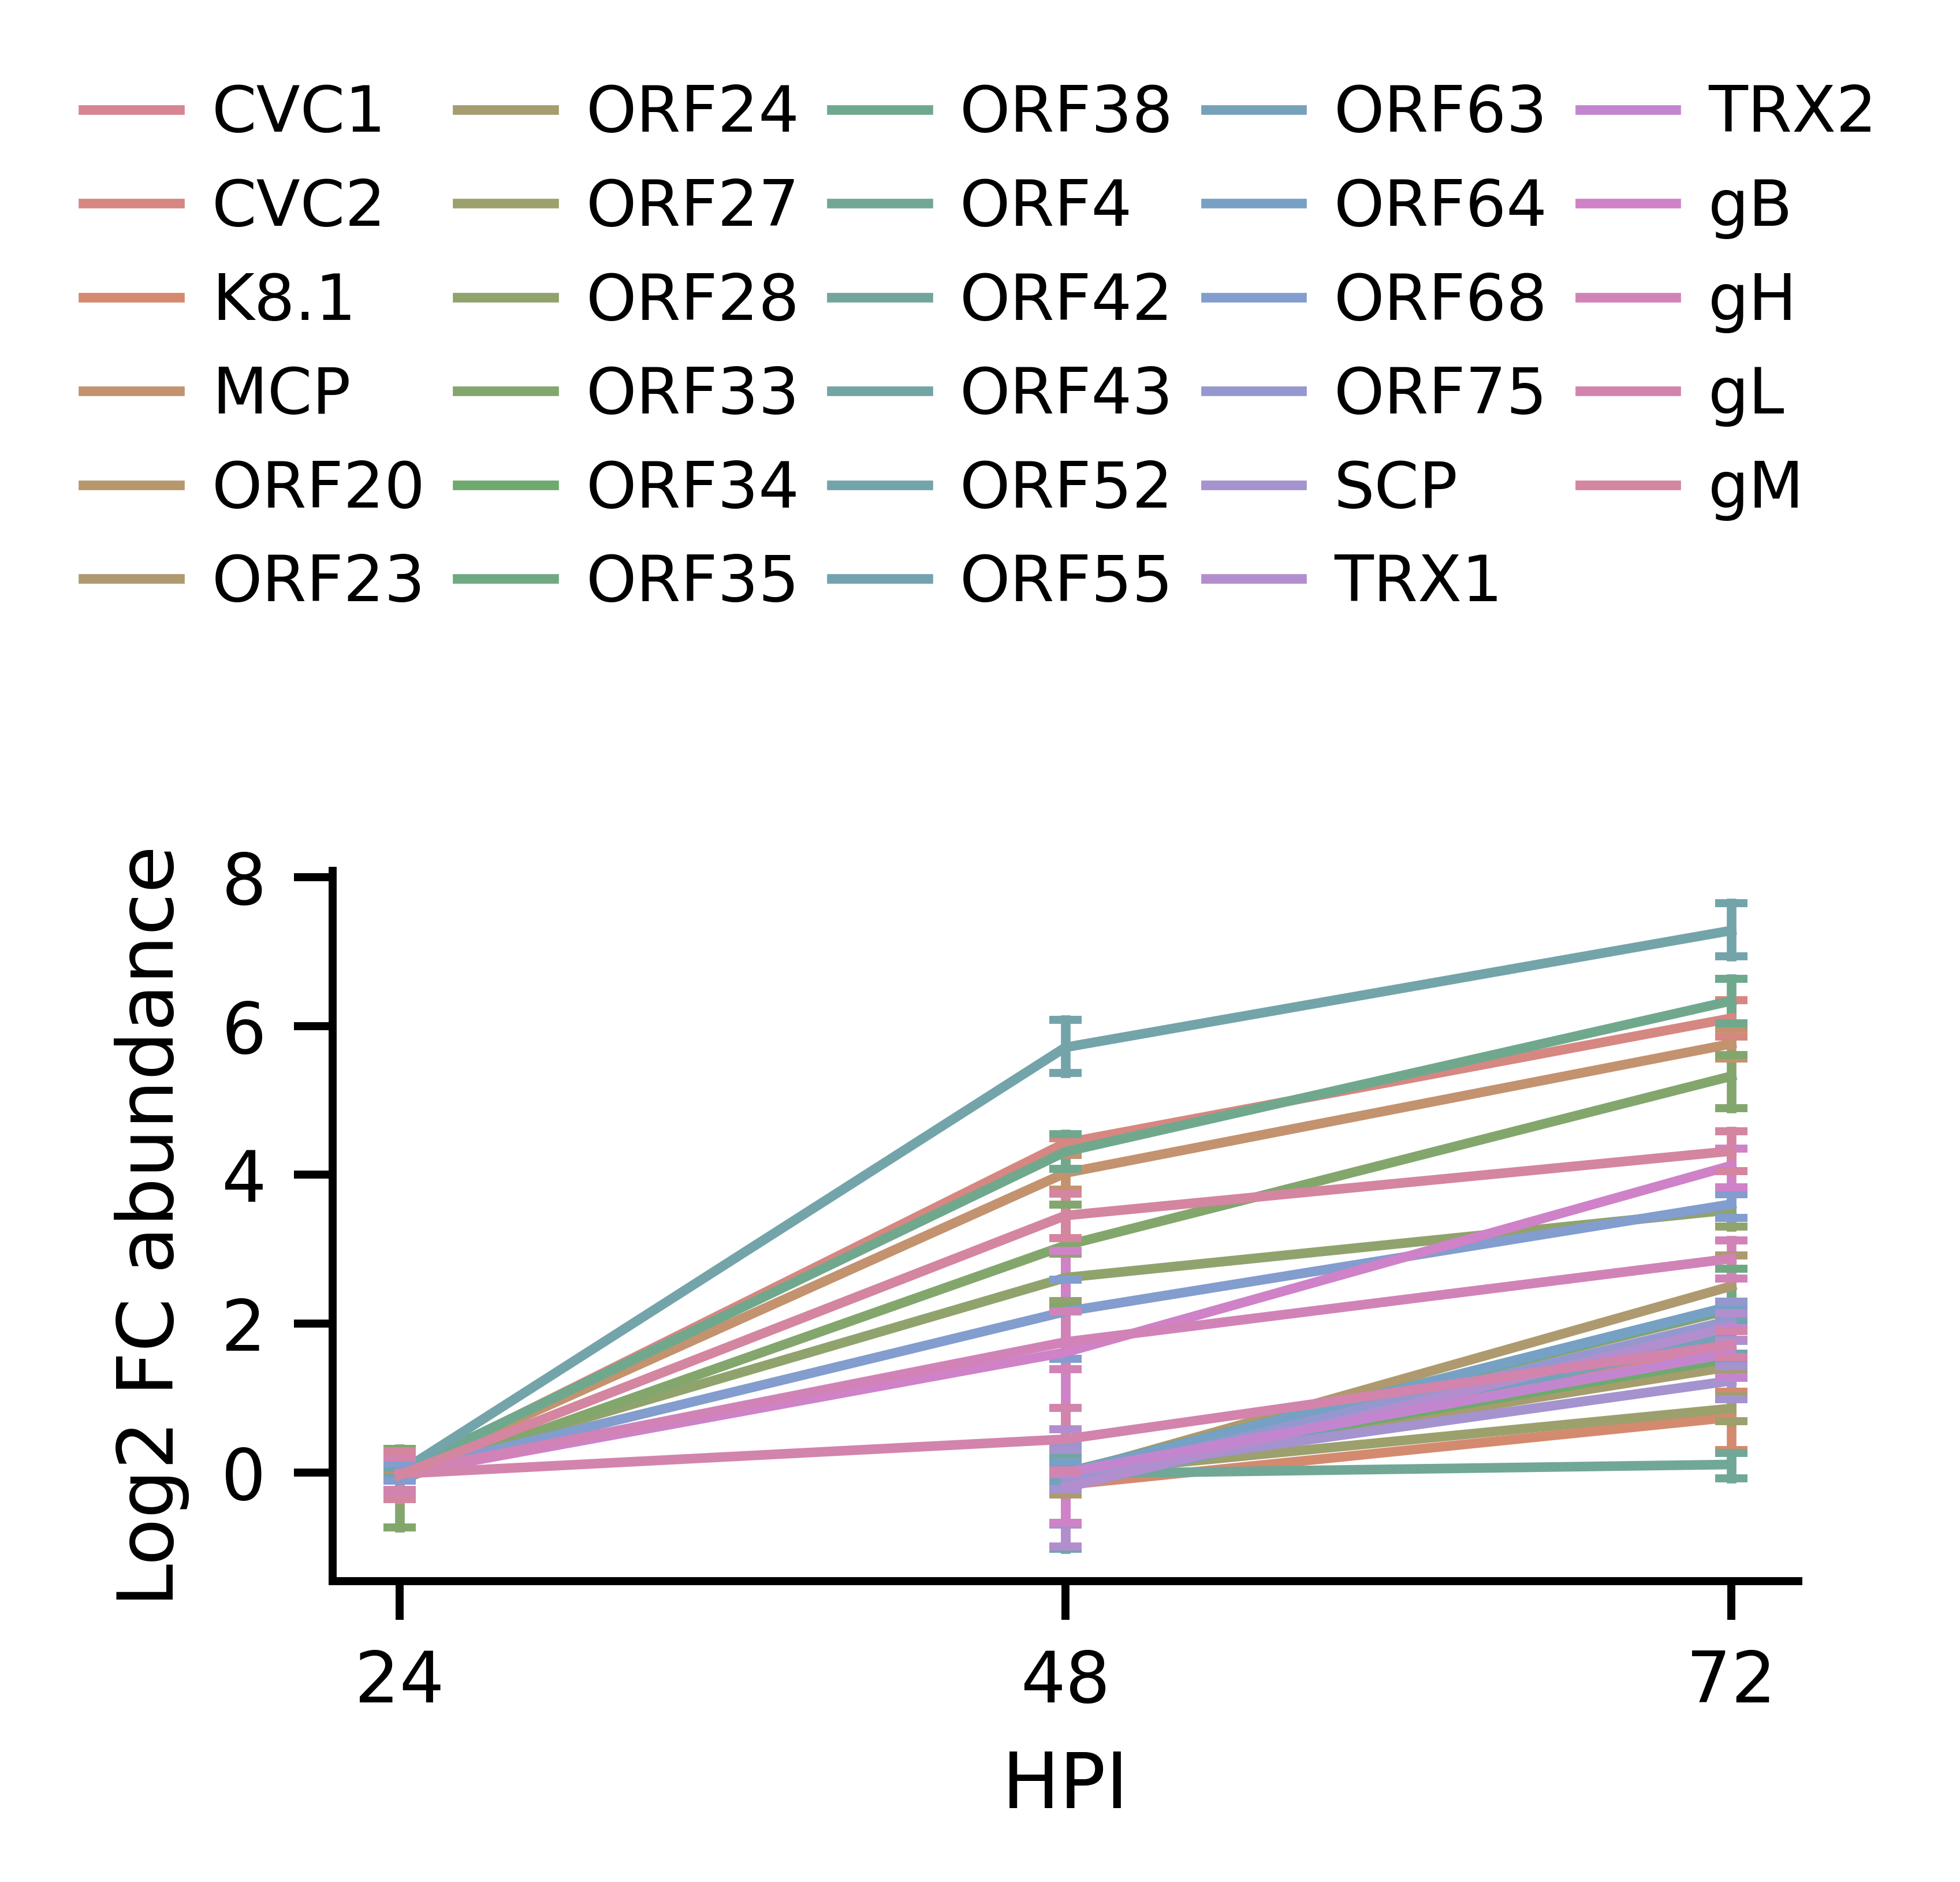 CVC1 ORF24 ORF38 ORF63 TRX2
CVC2 ORF27 ORF4 ORF64 gB
K8.1 ORF28 ORF42 ORF68 gH
MCP ORF33 ORF43 ORF75 gL
ORF20 ORF34 ORF52 SCP gM
ORF23 ORF35 ORF55 TRX1
Log2 FC abundance
8
6
4
2
0
24 48 72
HPI